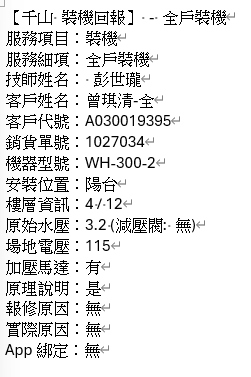 【千山 裝機回報】 - 全戶裝機
服務項目：裝機
服務細項：全戶裝機
技師姓名： 彭世瓏
客戶姓名：曾琪清-全
客戶代號：A030019395
銷貨單號：1027034
機器型號：WH-300-2
安裝位置：陽台
樓層資訊：4 / 12
原始水壓：3.2 (減壓閥: 無)
場地電壓：115
加壓馬達：有
原理說明：是
報修原因：無
實際原因：無
App 綁定：無